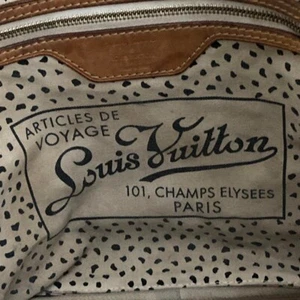 ARTICLES DE
VOYAGE
Louis Vuitton
101, CHAMPS ELYSEES
PARIS